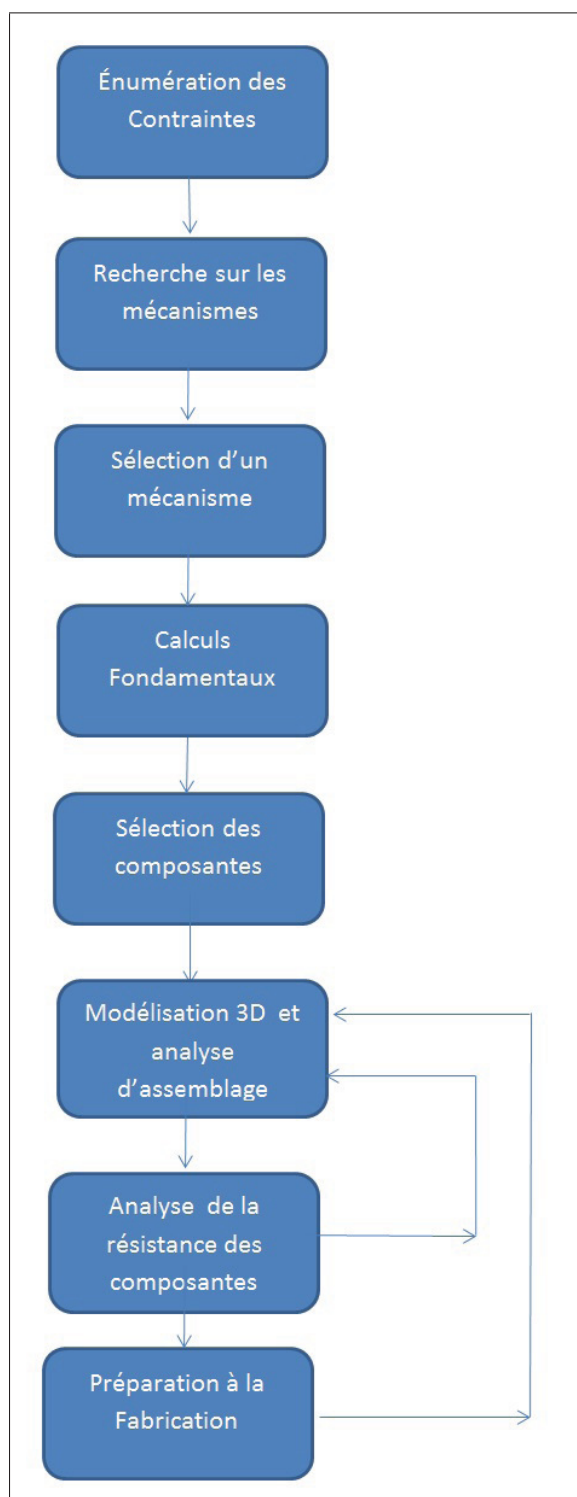 Énumération des
Contraintes
Recherche sur les
mécanismes
Sélection d’un
mécanisme
Calculs
Fondamentaux
Sélection des
composantes
Modélisation 3D et
analyse
d’assemblage
Analyse de la
résistance des
composantes
Préparation à la
Fabrication